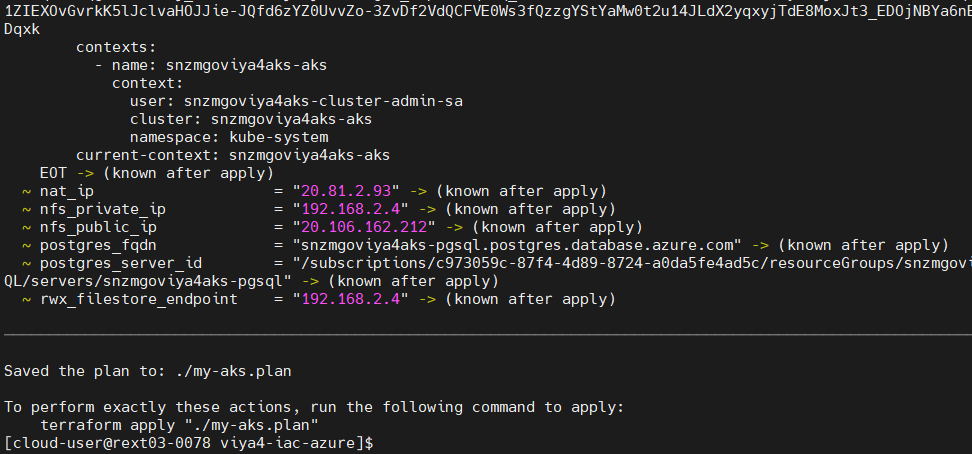 1ZIEXOvGvrkK5lJclvaHOJJie-JQfd6zYZ0UvvZo-3ZvDf2VdQCFVE0Ws3fQzzgYStYaMw0t2u14JLdX2yqxyjTdE8MoxJt3_EDOjNBYa6nE
Dqxk
contexts:
- name: snzmgoviya4aks-aks
context:
user: snzmgoviya4aks-cluster-admin-sa
cluster: snzmgoviya4aks-aks
namespace: kube-system
current-context: snzmgoviya4aks-aks
EOT -> (known after apply)
~ nat_ip = "20.81.2.93" -> (known after apply)
~ nfs_private_ip = "192.168.2.4" -> (known after apply)
~ nfs_public_ip = "20.106.162.212" -> (known after apply)
~ postgres_fqdn = "snzmgoviya4aks-pgsql.postgres.database.azure.com" -> (known after apply)
~ postgres_server_id = "/subscriptions/c973059c-87f4-4d89-8724-a0da5fe4ad5c/resourceGroups/snzmgovi
QL/servers/snzmgoviya4aks-pgsql" -> (known after apply)
~ rwx_filestore_endpoint = "192.168.2.4" -> (known after apply)
Saved the plan to: ./my-aks.plan
To perform exactly these actions, run the following command to apply:
terraform apply "./my-aks.plan"
[cloud-user@rext03-0078 viya4-iac-azure]$